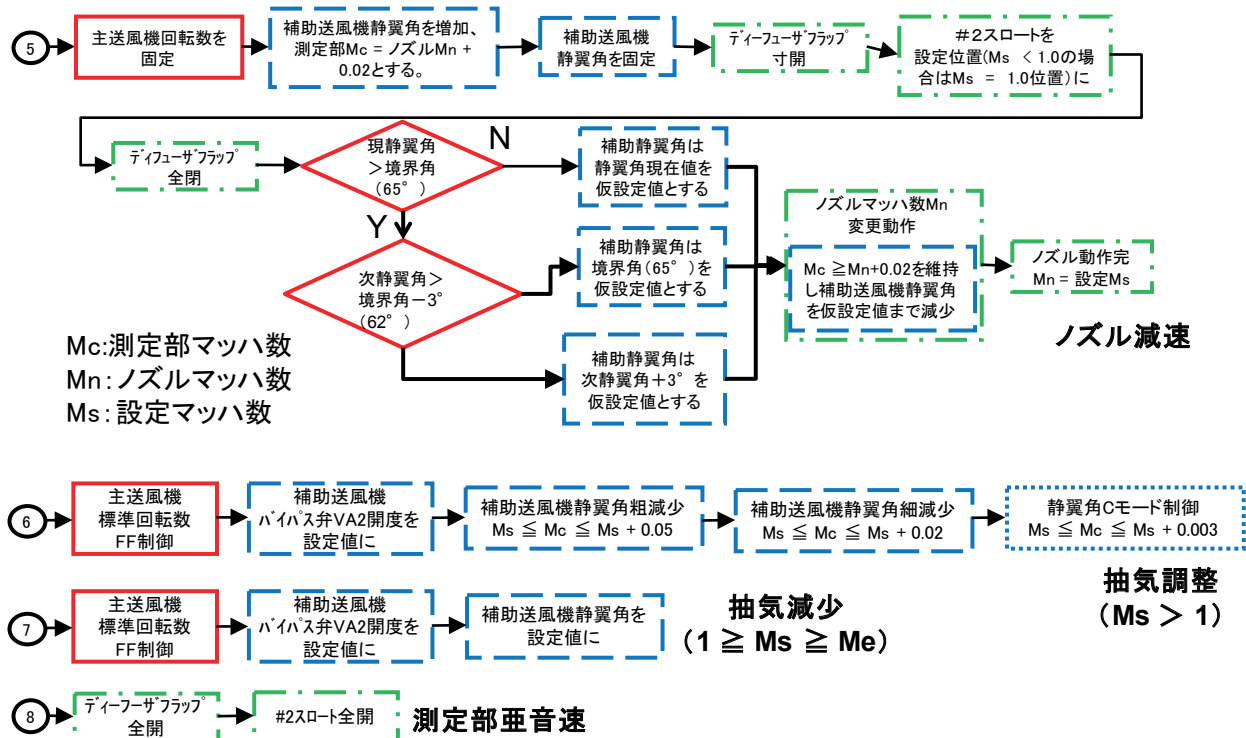 5
主送風機回転数を
固定
補助送風機静翼角を増加、
測定部Mc = ノズルMn +
0.02とする。
補助送風機
静翼角を固定
ディーフューザフラップ
寸開
#2スロートを
設定位置(Ms < 1.0の場
合はMs = 1.0位置)に
ディフューザフラップ
全閉
現静翼角
＞境界角
(65°)
N
Y
補助静翼角は
静翼角現在値を
仮設定値とする
次静翼角＞
境界角－3°
(62°)
補助静翼角は
境界角(65°)を
仮設定値とする
補助静翼角は
次静翼角＋3°を
仮設定値とする
ノズルマッハ数Mn
変更動作
Mc ≧Mn+0.02を維持
し補助送風機静翼角
を仮設定値まで減少
ノズル動作完
Mn = 設定Ms
ノズル減速
Mc:測定部マッハ数
Mn:ノズルマッハ数
Ms:設定マッハ数
6
主送風機
標準回転数
FF制御
補助送風機
バイパス弁VA2開度を
設定値に
補助送風機静翼角粗減少
Ms ≦ Mc ≦ Ms + 0.05
補助送風機静翼角細減少
Ms ≦ Mc ≦ Ms + 0.02
静翼角Cモード制御
Ms ≦ Mc ≦ Ms + 0.003
抽気調整
(Ms > 1)
7
主送風機
標準回転数
FF制御
補助送風機
バイパス弁VA2開度を
設定値に
補助送風機静翼角を
設定値に
抽気減少
(1 ≧ Ms ≧ Me)
8
ディーフーザフラップ
全開
#2スロート全開
測定部亜音速